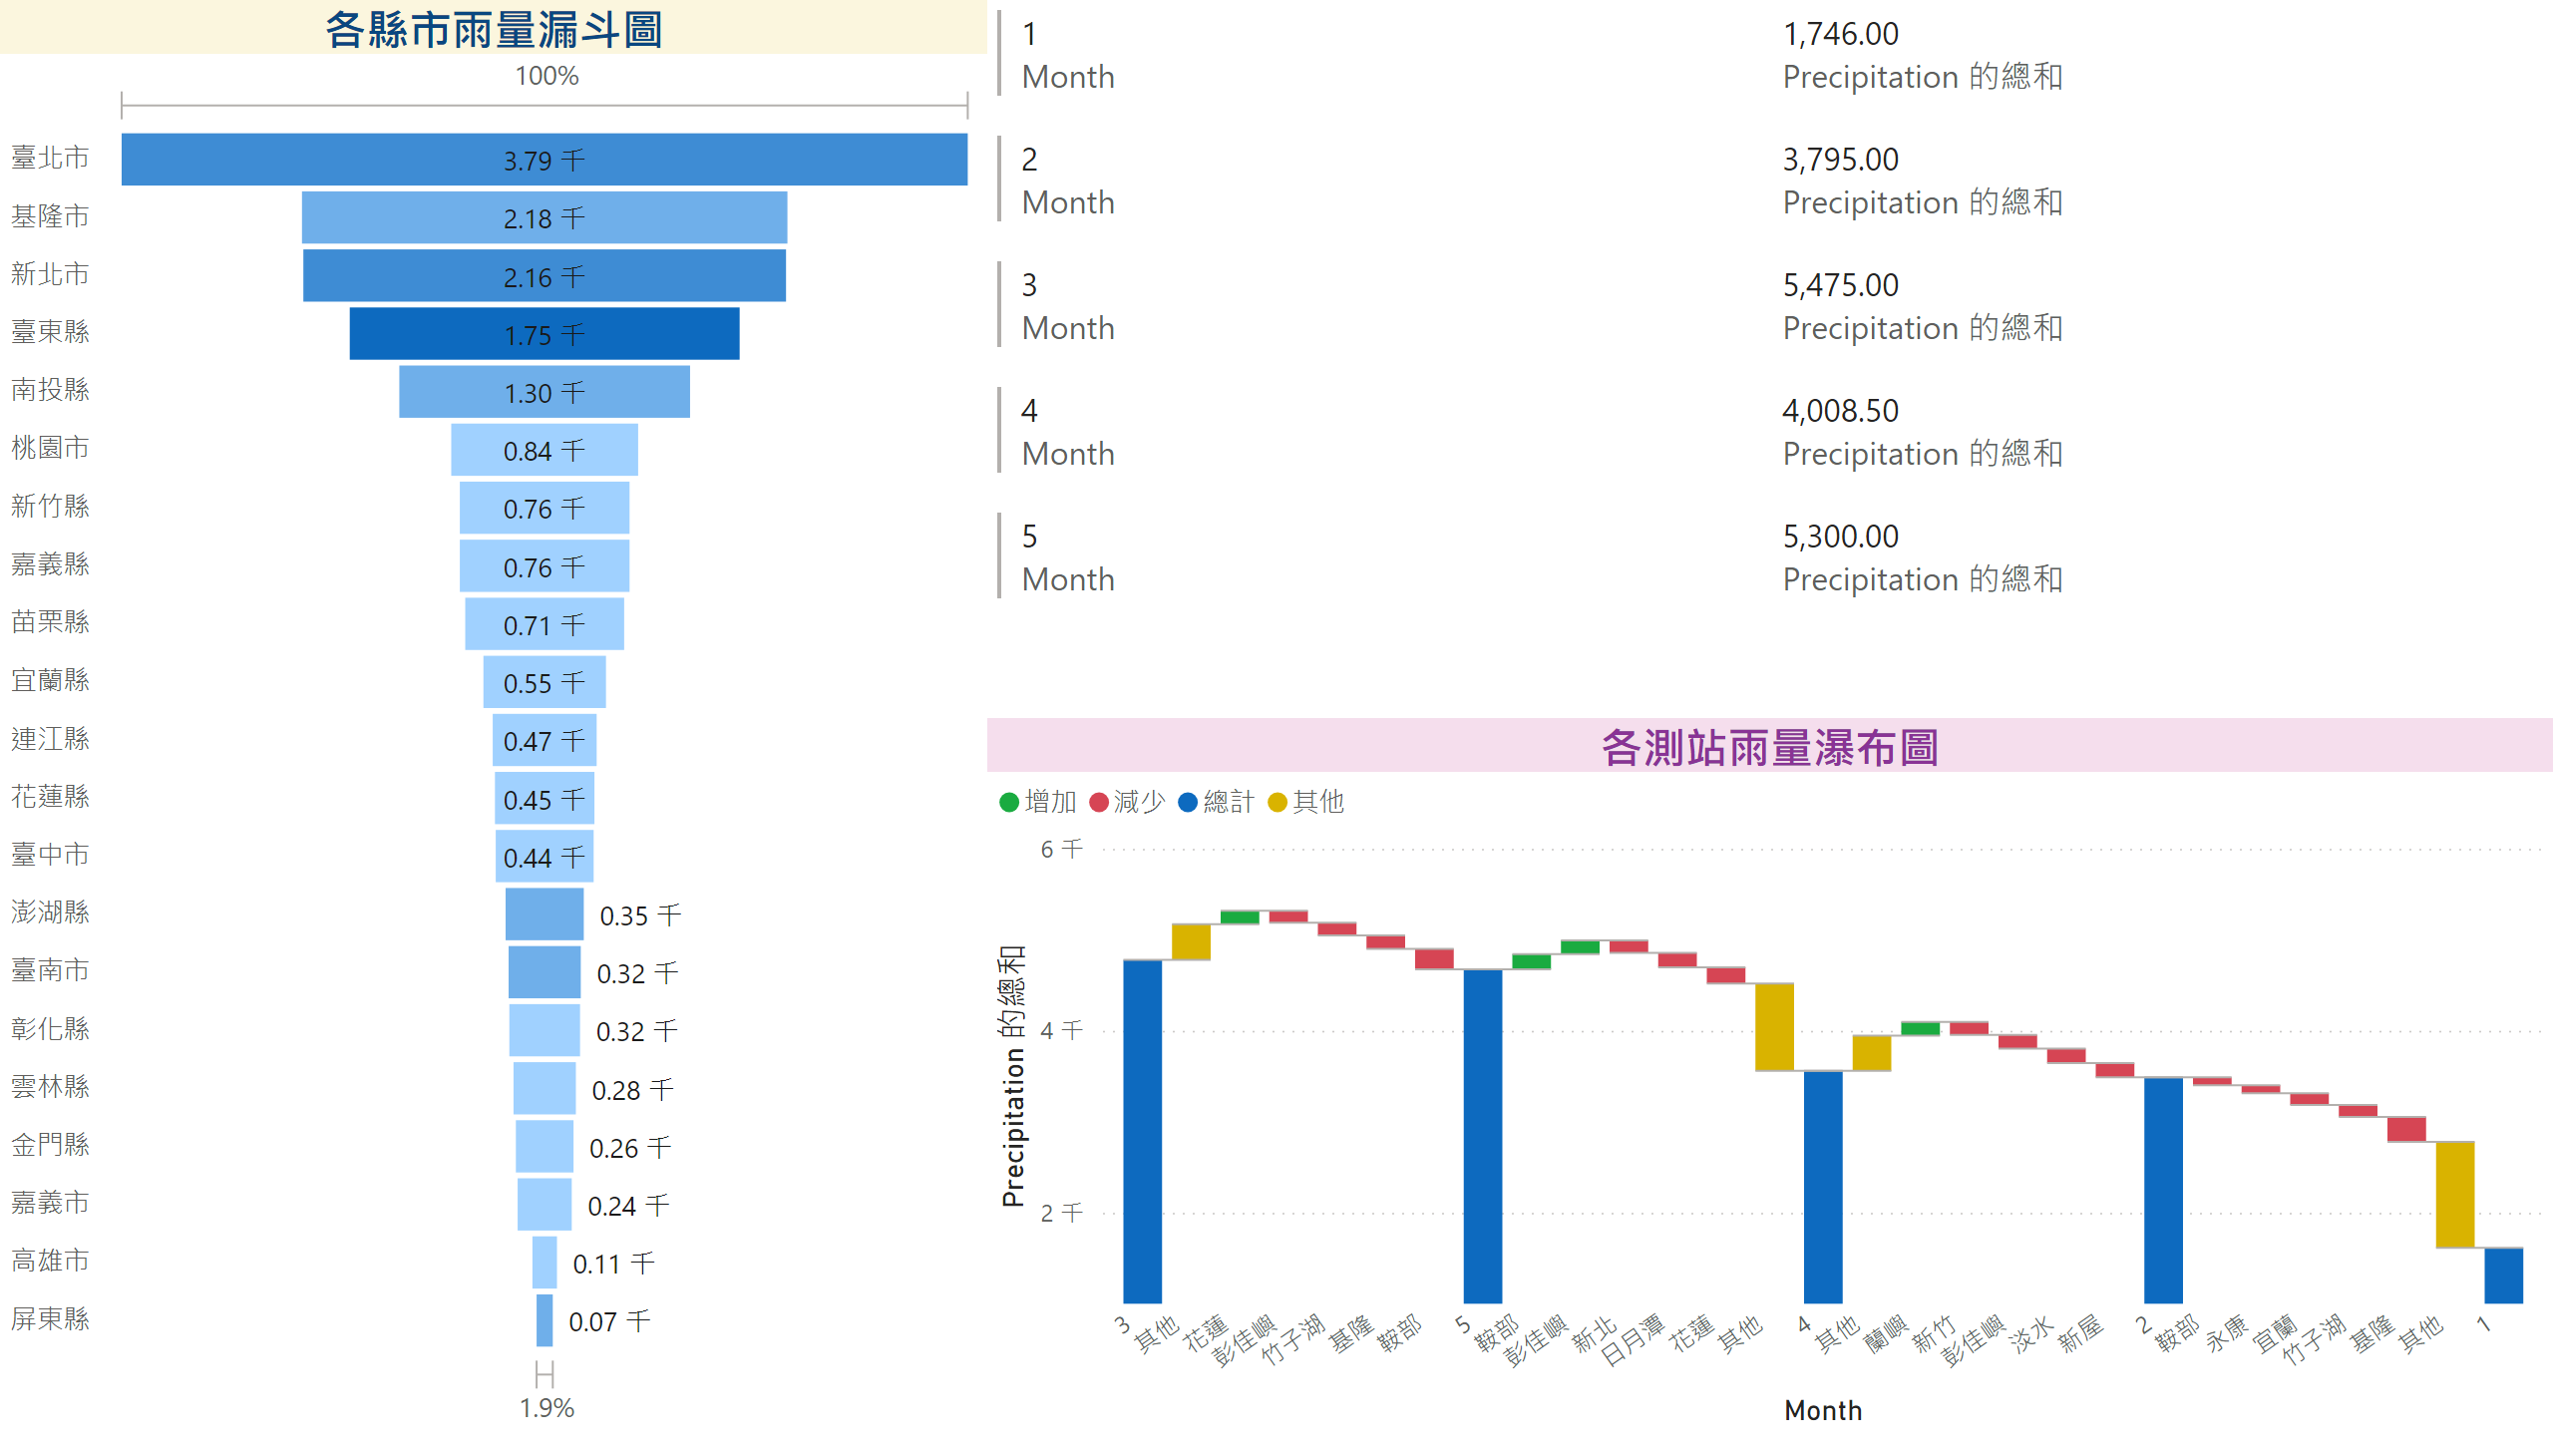 各縣市雨量漏斗圖
100%
臺北市 3.79 千
基隆市 2.18 千
新北市 2.16 千
臺東縣 1.75 千
南投縣 1.30 千
桃園市 0.84 千
新竹縣 0.76 千
嘉義縣 0.76 千
苗栗縣 0.71 千
宜蘭縣 0.55 千
連江縣 0.47 千
花蓮縣 0.45 千
臺中市 0.44 千
澎湖縣 0.35 千
臺南市 0.32 千
彰化縣 0.32 千
雲林縣 0.28 千
金門縣 0.26 千
嘉義市 0.24 千
高雄市 0.11 千
屏東縣 0.07 千
1.9%
1 1,746.00
Month Precipitation 的總和
2 3,795.00
Month Precipitation 的總和
3 5,475.00
Month Precipitation 的總和
4 4,008.50
Month Precipitation 的總和
5 5,300.00
Month Precipitation 的總和
各測站雨量瀑布圖
增加 減少 總計 其他
Precipitation 的總和
6 千
4 千
2 千
3 其他 花蓮 彭佳嶼 竹子湖 基隆 鞍部 5 鞍部 彭佳嶼 新北 日月潭 花蓮 其他 4 其他 蘭嶼 新竹 彭佳嶼 淡水 新屋 2 鞍部 永康 宜蘭 竹子湖 基隆 其他 1
Month